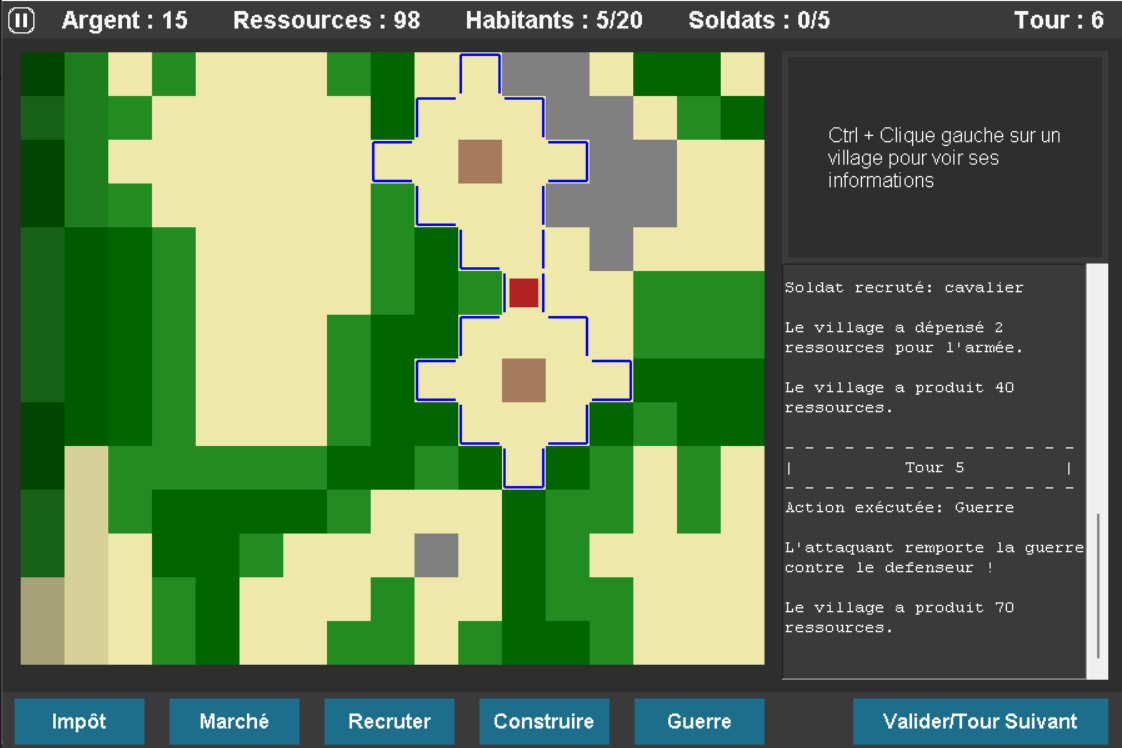 Argent : 15 Ressources : 98 Habitants : 5/20 Soldats : 0/5 Tour : 6
Ctrl + Clique gauche sur un
village pour voir ses
informations
Soldat recruté: cavalier
Le village a dépensé 2
ressources pour l'armée.
Le village a produit 40
ressources.
- - - - - - - - - - - - - - -
| Tour 5 |
- - - - - - - - - - - - - - -
Action exécutée: Guerre
L'attaquant remporte la guerre
contre le defenseur !
Le village a produit 70
ressources.
Impôt Marché Recruter Construire Guerre Valider/Tour Suivant